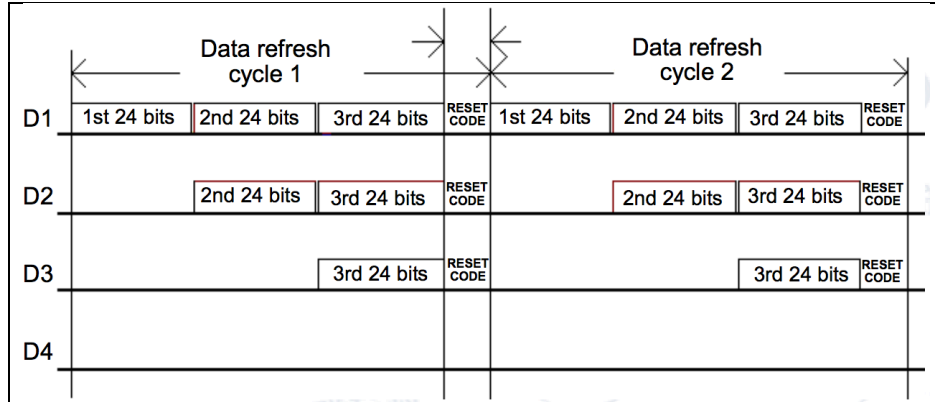 Data refresh
cycle 1
Data refresh
cycle 2
D1
1st 24 bits
2nd 24 bits
3rd 24 bits
RESET
CODE
1st 24 bits
2nd 24 bits
3rd 24 bits
RESET
CODE
D2
2nd 24 bits
3rd 24 bits
RESET
CODE
2nd 24 bits
3rd 24 bits
RESET
CODE
D3
3rd 24 bits
RESET
CODE
3rd 24 bits
RESET
CODE
D4